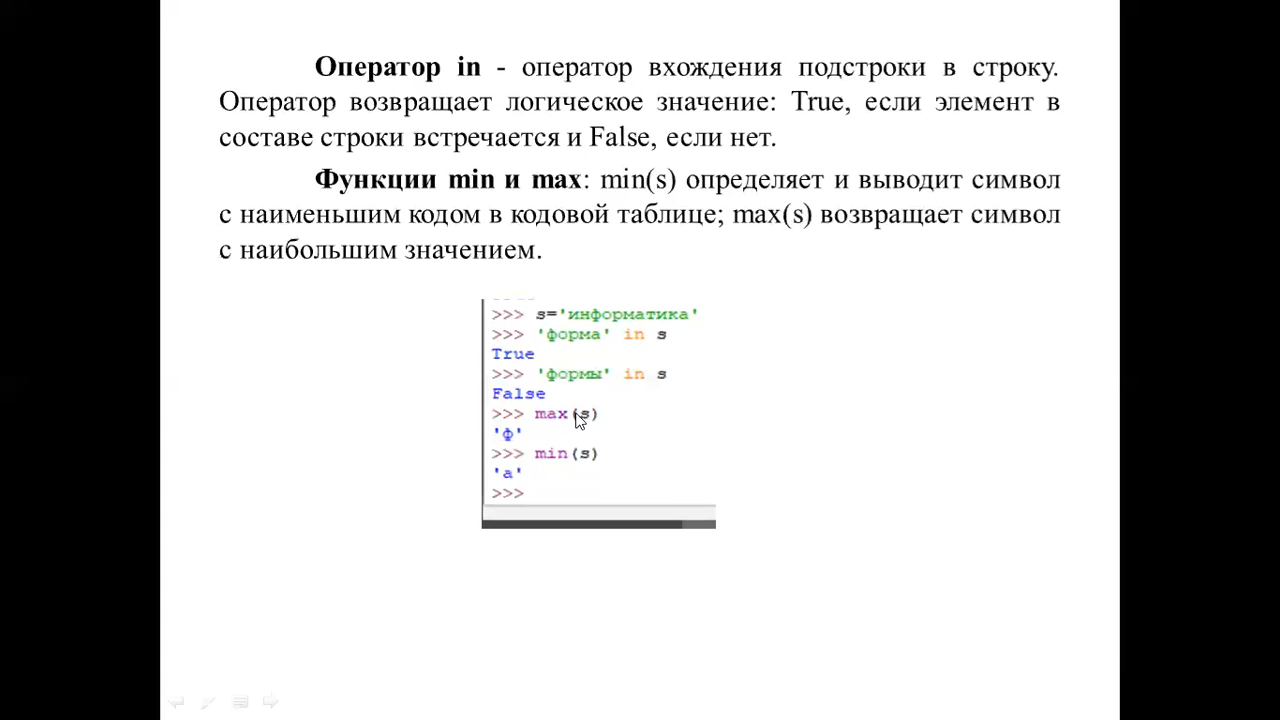 Оператор in - оператор вхождения подстроки в строку.
Оператор возвращает логическое значение: True, если элемент в
составе строки встречается и False, если нет.
Функции min и max: min(s) определяет и выводит символ
с наименьшим кодом в кодовой таблице; max(s) возвращает символ
с наибольшим значением.
>>> s='информатика'
>>> 'форма' in s
True
>>> 'формы' in s
False
>>> max(s)
'ф'
>>> min(s)
'а'
>>>